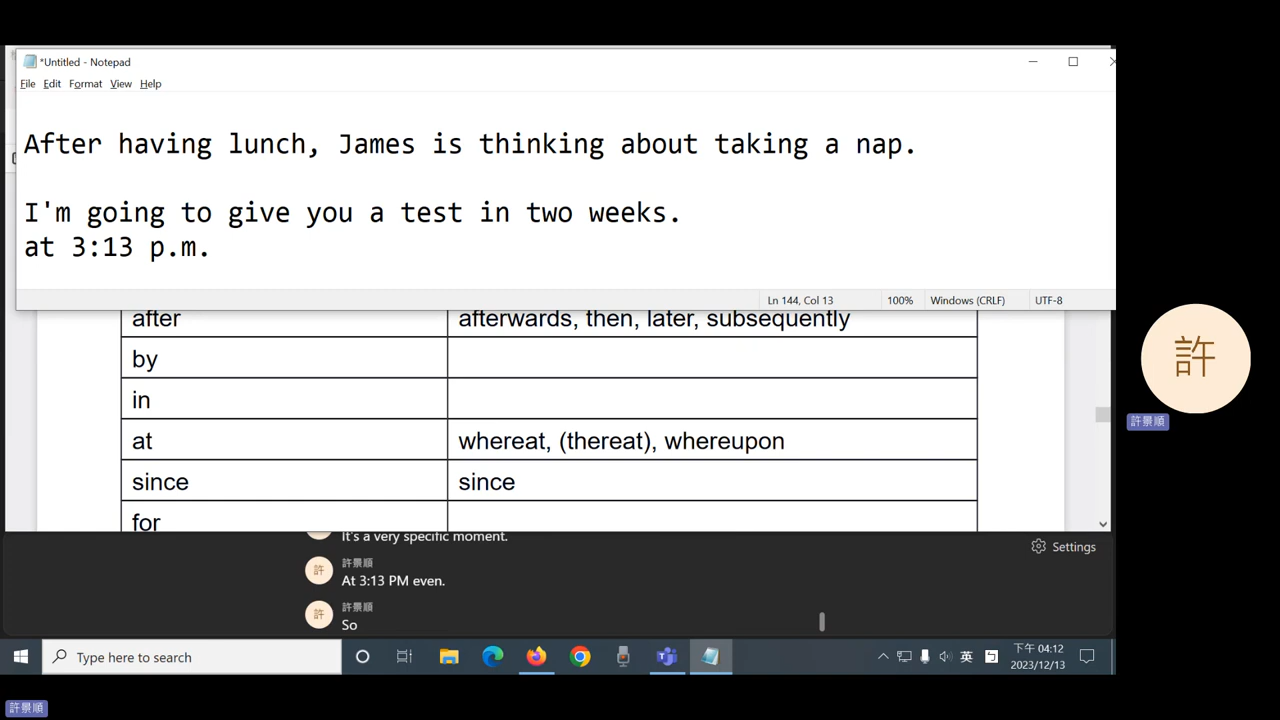 *Untitled - Notepad
File Edit Format View Help
After having lunch, James is thinking about taking a nap.
I'm going to give you a test in two weeks.
at 3:13 p.m.
Ln 144, Col 13 100% Windows (CRLF) UTF-8
after afterwards, then, later, subsequently
by
in
at whereat, (thereat), whereupon
since since
for
It's a very specific moment.
Settings
許景順
許 At 3:13 PM even.
許景順
許 So
許
許景順
Type here to search
英
下午 04:12
2023/12/13
許景順